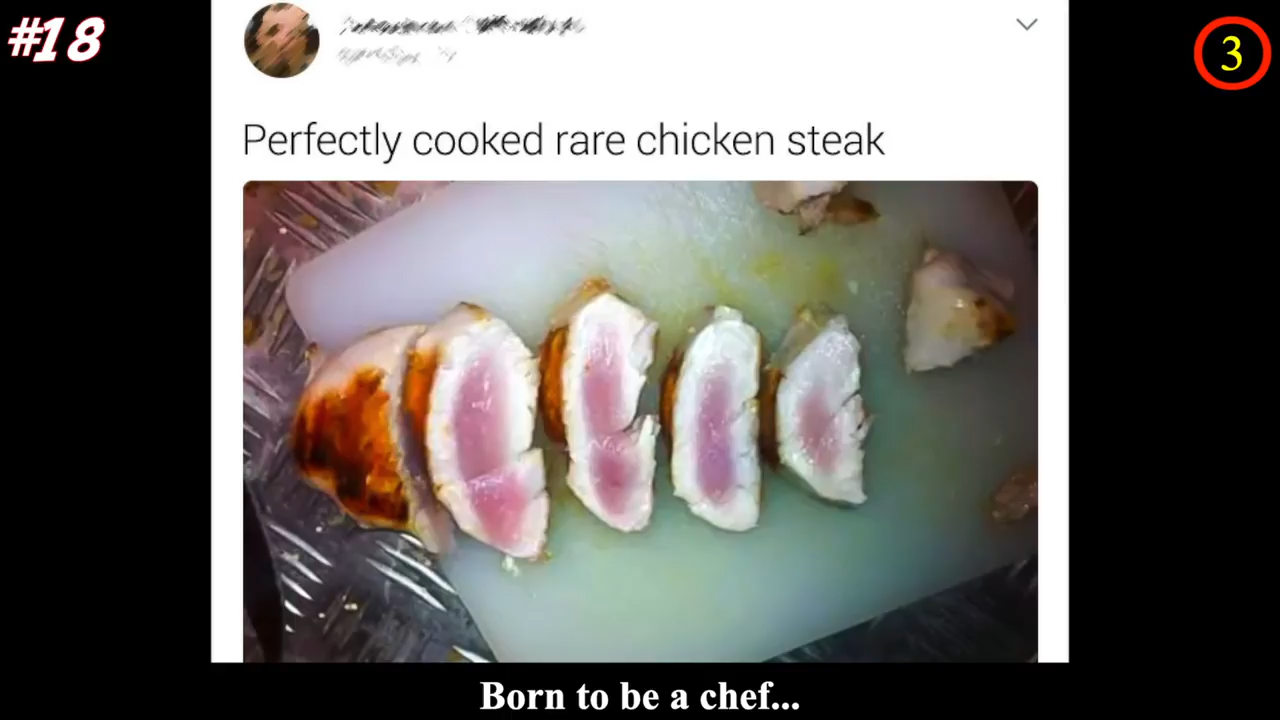 #18
3
Perfectly cooked rare chicken steak
Born to be a chef...